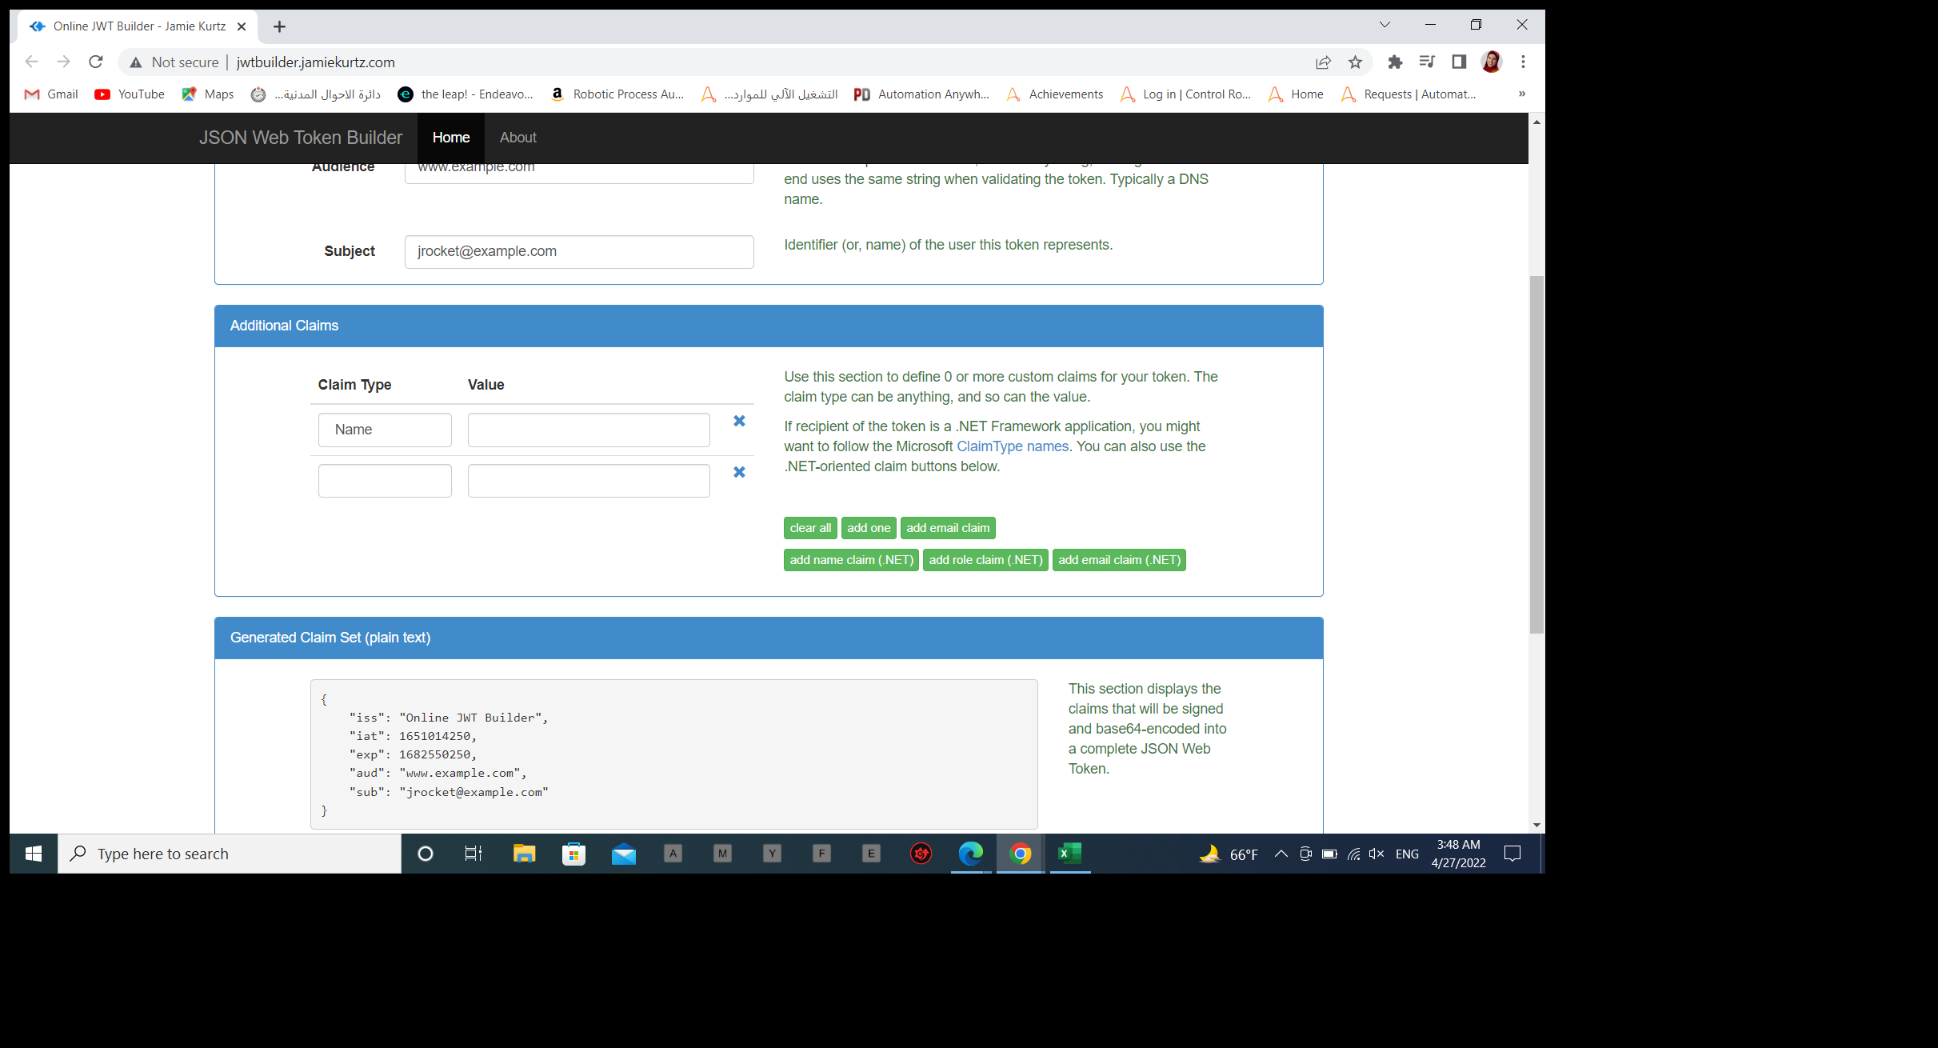 Online JWT Builder - Jamie Kurtz
Not secure | jwtbuilder.jamiekurtz.com
Gmail YouTube Maps دائرة الاحوال المدنية... the leap! - Endeavo... Robotic Process Au... التشغيل الآلي للموارد... Automation Anywh... Achievements Log in | Control Ro... Home Requests | Automat... »
JSON Web Token Builder Home About
Audience www.example.com
end uses the same string when validating the token. Typically a DNS
name.
Subject jrocket@example.com Identifier (or, name) of the user this token represents.
Additional Claims
Claim Type Value
Name
Use this section to define 0 or more custom claims for your token. The
claim type can be anything, and so can the value.
If recipient of the token is a .NET Framework application, you might
want to follow the Microsoft ClaimType names. You can also use the
.NET-oriented claim buttons below.
clear all add one add email claim
add name claim (.NET) add role claim (.NET) add email claim (.NET)
Generated Claim Set (plain text)
{
"iss": "Online JWT Builder",
"iat": 1651014250,
"exp": 1682550250,
"aud": "www.example.com",
"sub": "jrocket@example.com"
}
This section displays the
claims that will be signed
and base64-encoded into
a complete JSON Web
Token.
Type here to search A M Y F E 66°F ENG 3:48 AM
4/27/2022